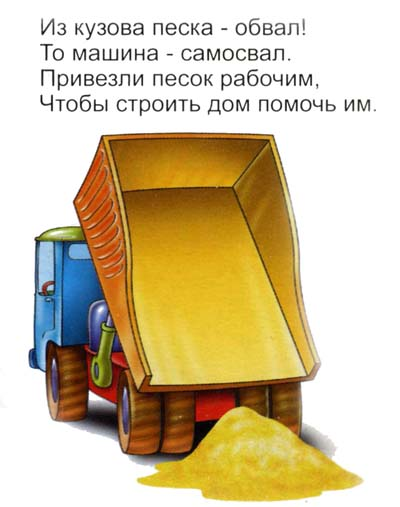 Из кузова песка - обвал!
То машина - самосвал.
Привезли песок рабочим,
Чтобы строить дом помочь им.